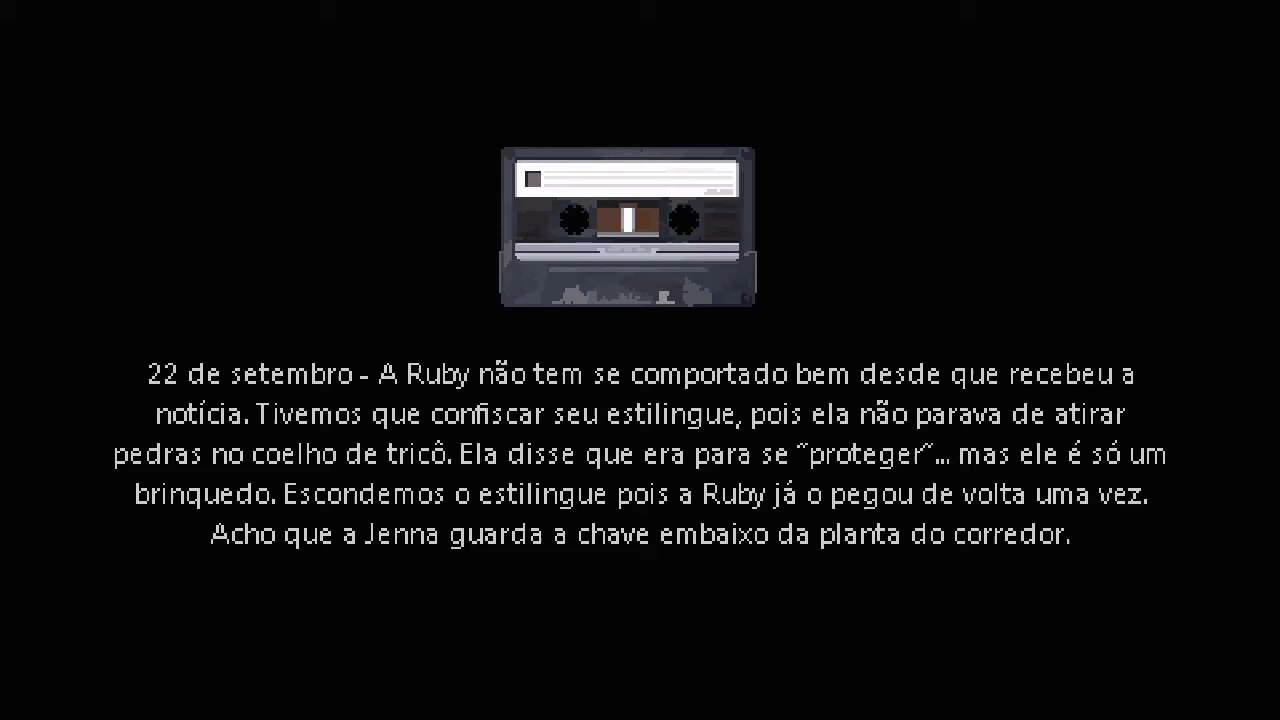 22 de setembro - A Ruby não tem se comportado bem desde que recebeu a
notícia. Tivemos que confiscar seu estilingue, pois ela não parava de atirar
pedras no coelho de tricô. Ela disse que era para se ~proteger~... mas ele é só um
brinquedo. Escondemos o estilingue pois a Ruby já o pegou de volta uma vez.
Acho que a Jenna guarda a chave embaixo da planta do corredor.